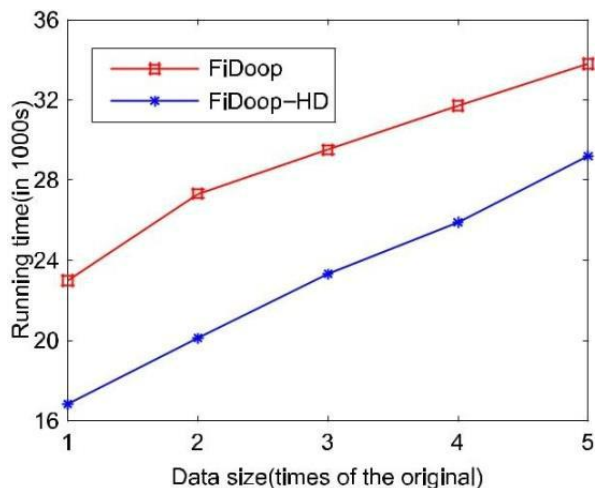 36
32
28
24
20
16
Running time(in 1000s)
FiDoop
FiDoop-HD
1 2 3 4 5
Data size(times of the original)